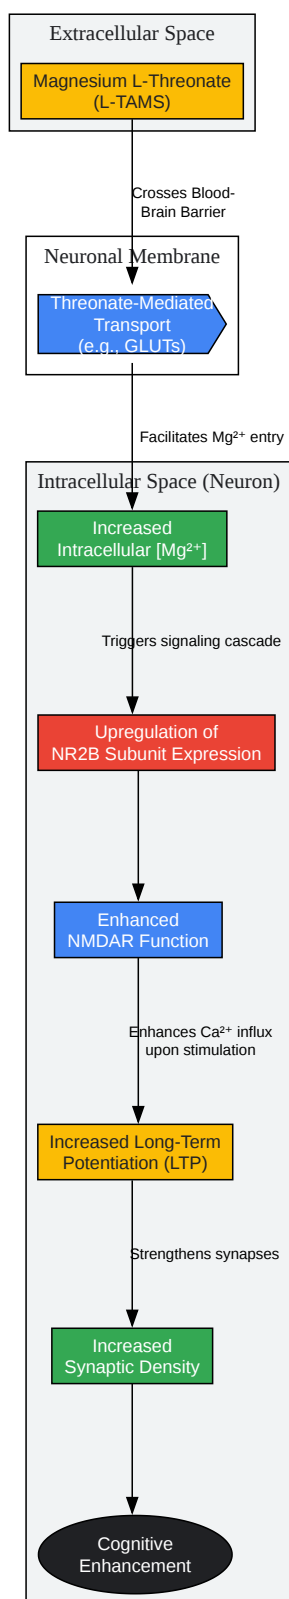 Extracellular Space
Magnesium L-Threonate
(L-TAMS)
Crosses Blood-
Brain Barrier
Neuronal Membrane
Threonate-Mediated
Transport
(e.g., GLUTs)
Facilitates Mg²⁺ entry
Intracellular Space (Neuron)
Increased
Intracellular [Mg²⁺]
Triggers signaling cascade
Upregulation of
NR2B Subunit Expression
Enhanced
NMDAR Function
Enhances Ca²⁺ influx
upon stimulation
Increased Long-Term
Potentiation (LTP)
Strengthens synapses
Increased
Synaptic Density
Cognitive
Enhancement